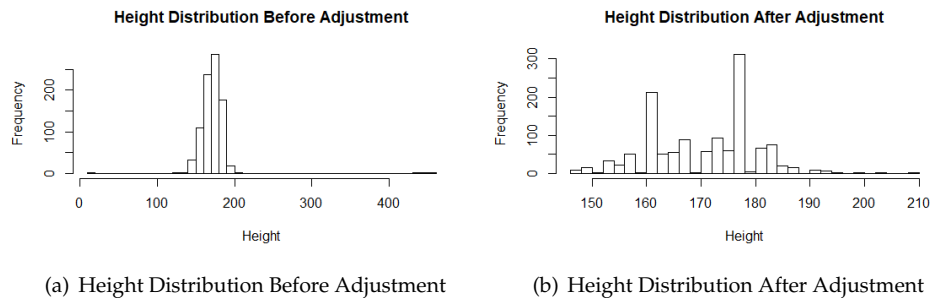 Height Distribution Before Adjustment
Frequency
0
100
200
0
100
200
300
400
Height
(a) Height Distribution Before Adjustment
Height Distribution After Adjustment
Frequency
0
100
200
300
150
160
170
180
190
200
210
Height
(b) Height Distribution After Adjustment